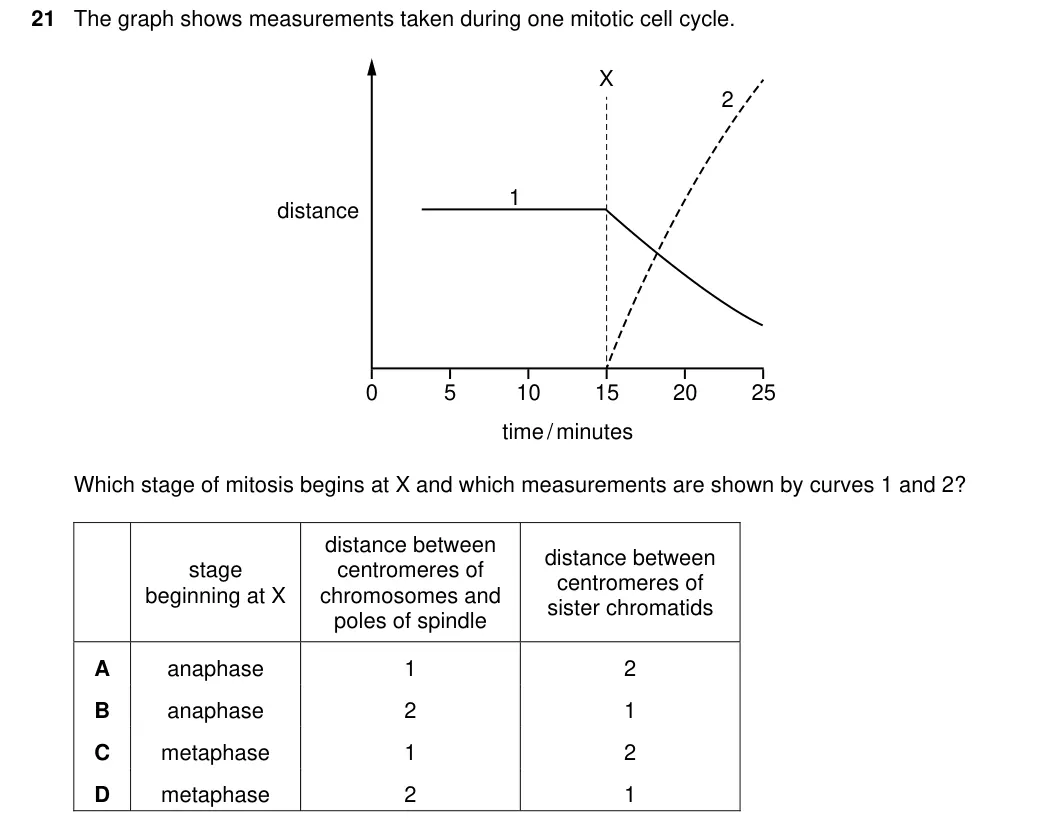 21 The graph shows measurements taken during one mitotic cell cycle.
X
2
1
distance
0 5 10 15 20 25
time / minutes
Which stage of mitosis begins at X and which measurements are shown by curves 1 and 2?
stage
beginning at X
distance between
centromeres of
chromosomes and
poles of spindle
distance between
centromeres of
sister chromatids
A anaphase 1 2
B anaphase 2 1
C metaphase 1 2
D metaphase 2 1